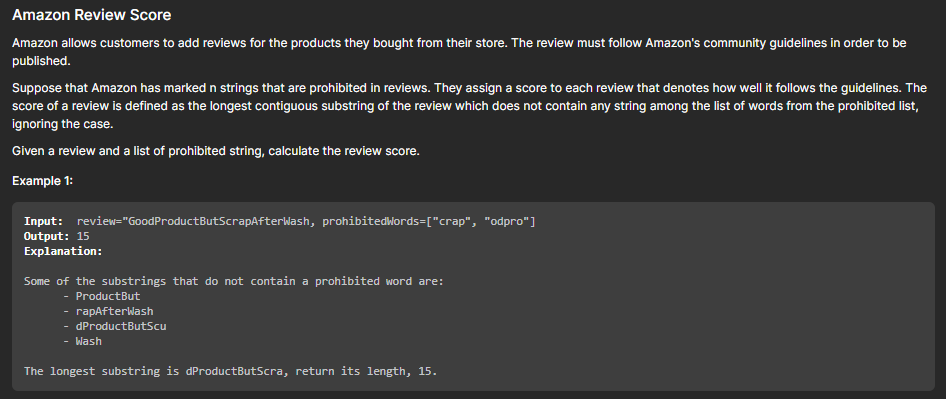 Amazon Review Score
Amazon allows customers to add reviews for the products they bought from their store. The review must follow Amazon's community guidelines in order to be
published.
Suppose that Amazon has marked n strings that are prohibited in reviews. They assign a score to each review that denotes how well it follows the guidelines. The
score of a review is defined as the longest contiguous substring of the review which does not contain any string among the list of words from the prohibited list,
ignoring the case.
Given a review and a list of prohibited string, calculate the review score.
Example 1:
Input:  review="GoodProductButScrapAfterWash, prohibitedWords=["crap", "odpro"]
Output: 15
Explanation:
Some of the substrings that do not contain a prohibited word are:
- ProductBut
- rapAfterWash
- dProductButScu
- Wash
The longest substring is dProductButScra, return its length, 15.